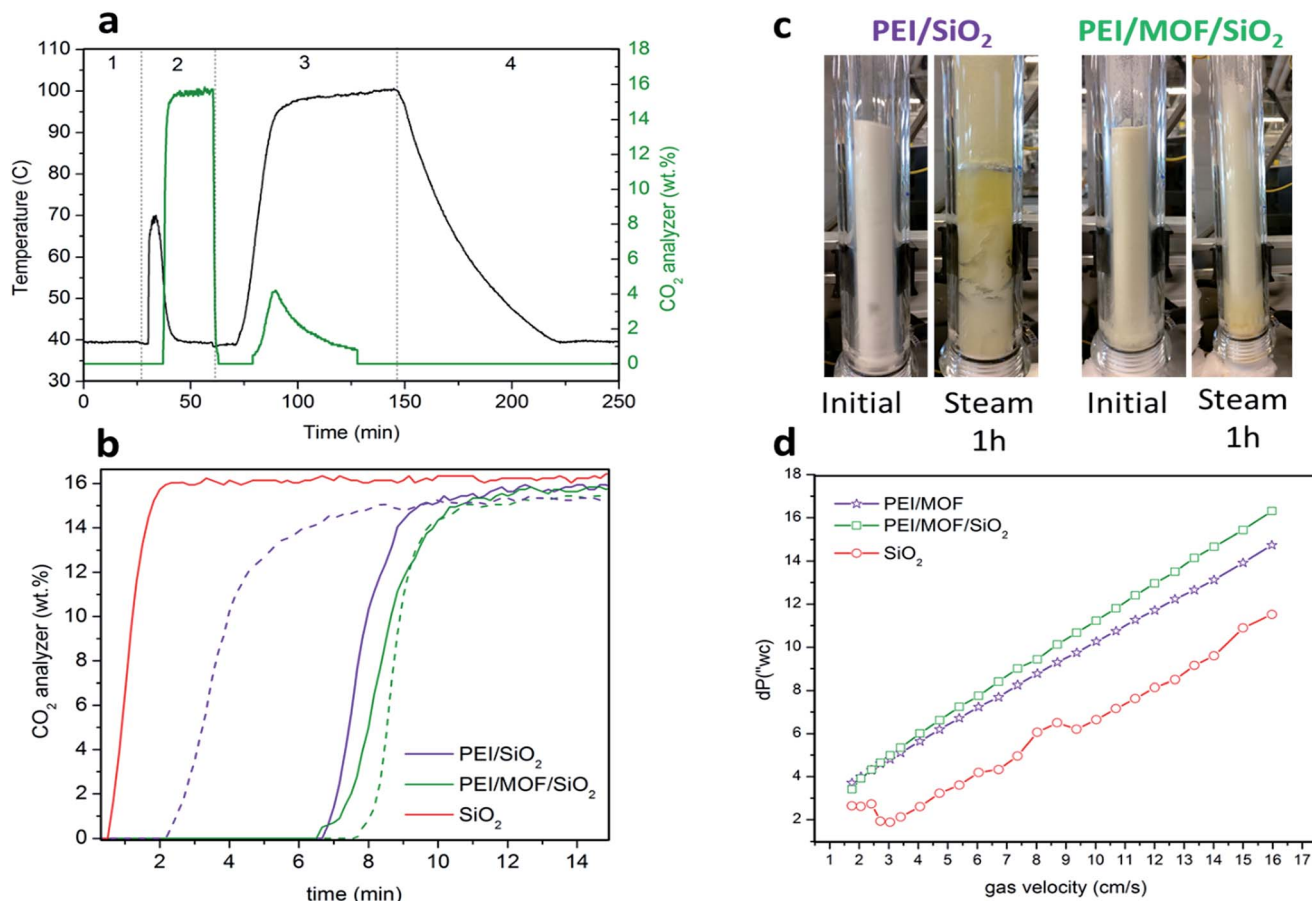 a
1 2 3 4
110
100
90
80
70
60
50
40
30
Temperature (C)
18
16
14
12
10
8
6
4
2
0
CO₂ analyzer (wt.%)
0 50 100 150 200 250
Time (min)
b
16
14
12
10
8
6
4
2
0
CO₂ analyzer (wt.%)
PEI/SiO₂
PEI/MOF/SiO₂
SiO₂
2 4 6 8 10 12 14
time (min)
c
PEI/SiO₂ PEI/MOF/SiO₂
Initial Steam Initial Steam
1h 1h
d
18
16
14
12
10
8
6
4
2
dP("wc)
PEI/MOF
PEI/MOF/SiO₂
SiO₂
1 2 3 4 5 6 7 8 9 10 11 12 13 14 15 16 17
gas velocity (cm/s)